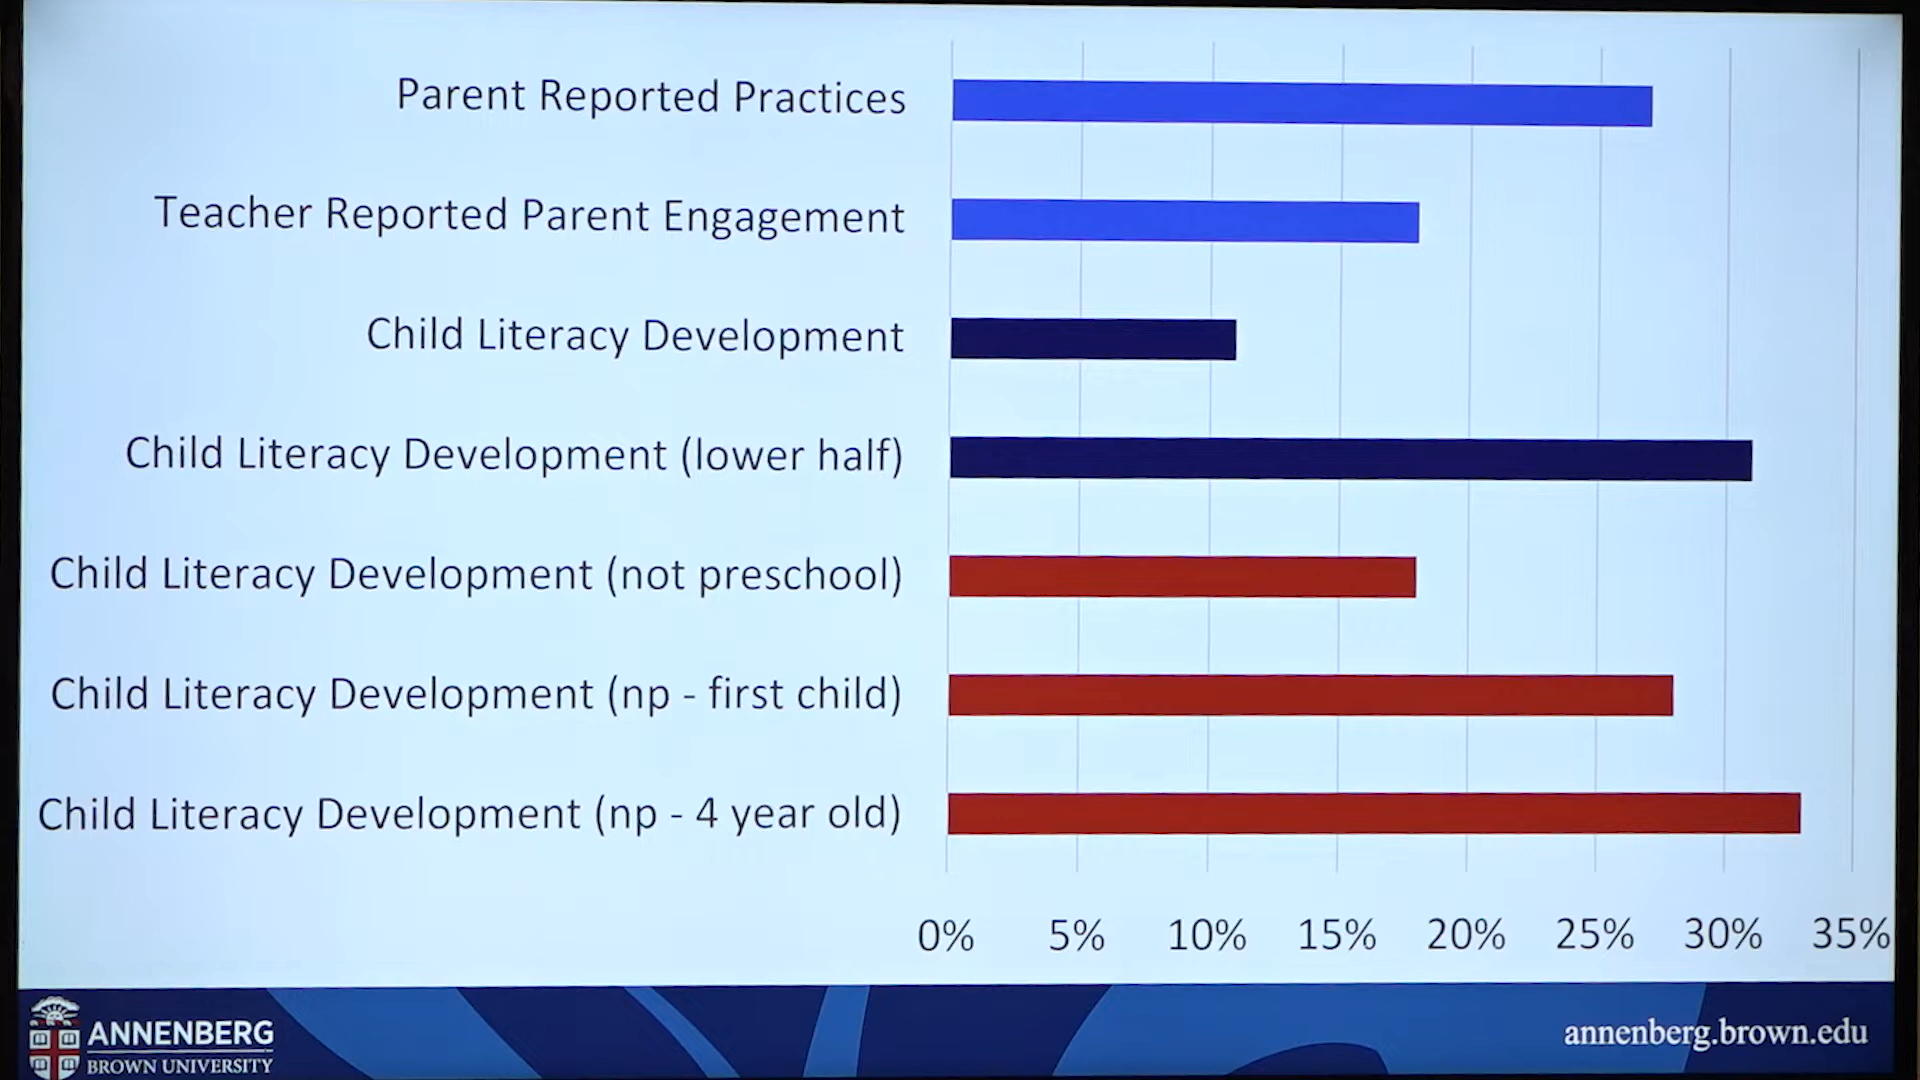 Parent Reported Practices
Teacher Reported Parent Engagement
Child Literacy Development
Child Literacy Development (lower half)
Child Literacy Development (not preschool)
Child Literacy Development (np - first child)
Child Literacy Development (np - 4 year old)
0% 5% 10% 15% 20% 25% 30% 35%
ANNENBERG
BROWN UNIVERSITY
annenberg.brown.edu